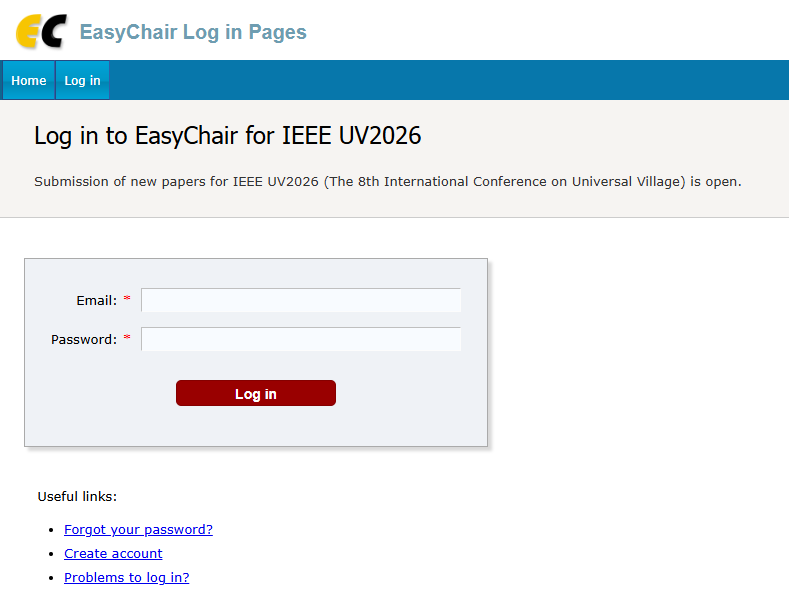 EC EasyChair Log in Pages
Home Log in
Log in to EasyChair for IEEE UV2026
Submission of new papers for IEEE UV2026 (The 8th International Conference on Universal Village) is open.
Email: *
Password: *
Log in
Useful links:
• Forgot your password?
• Create account
• Problems to log in?